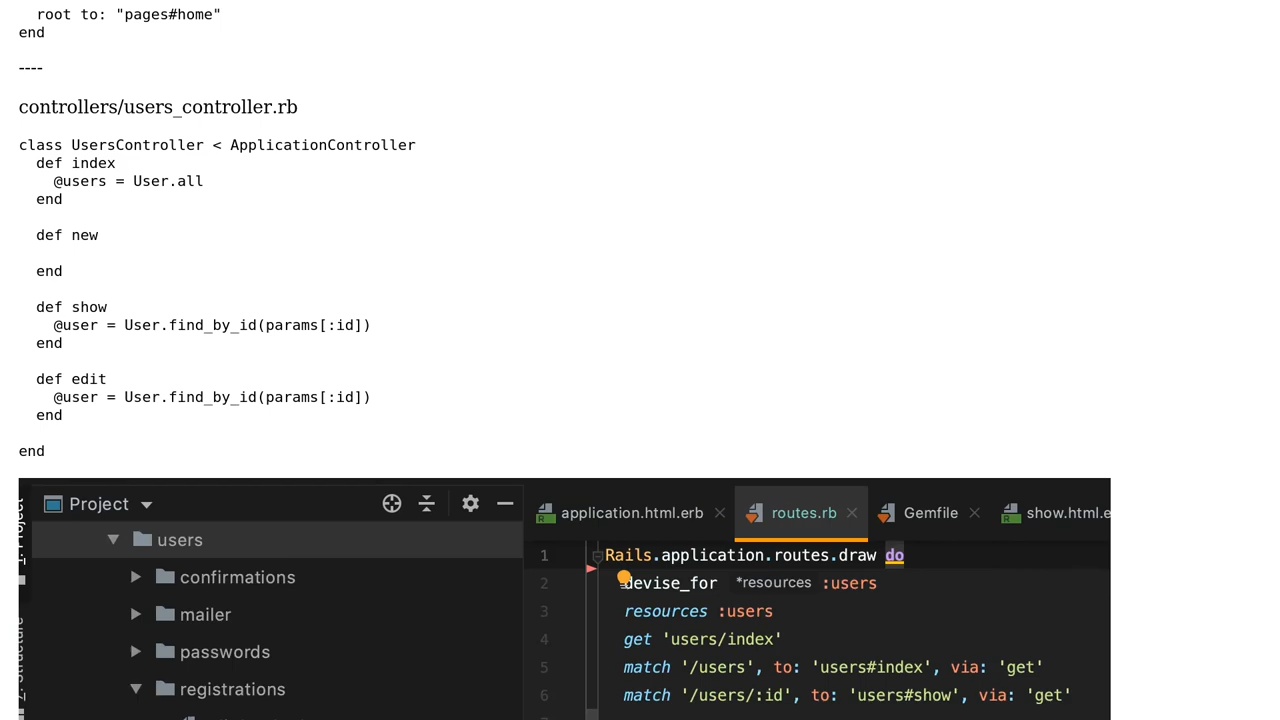 root to: "pages#home"
end
----
controllers/users_controller.rb
class UsersController < ApplicationController
def index
@users = User.all
end
def new
end
def show
@user = User.find_by_id(params[:id])
end
def edit
@user = User.find_by_id(params[:id])
end
end
Project
users
confirmations
mailer
passwords
registrations
application.html.erb
routes.rb
Gemfile
show.html.e
1 Rails.application.routes.draw do
2 devise_for *resources :users
3 resources :users
4 get 'users/index'
5 match '/users', to: 'users#index', via: 'get'
6 match '/users/:id', to: 'users#show', via: 'get'